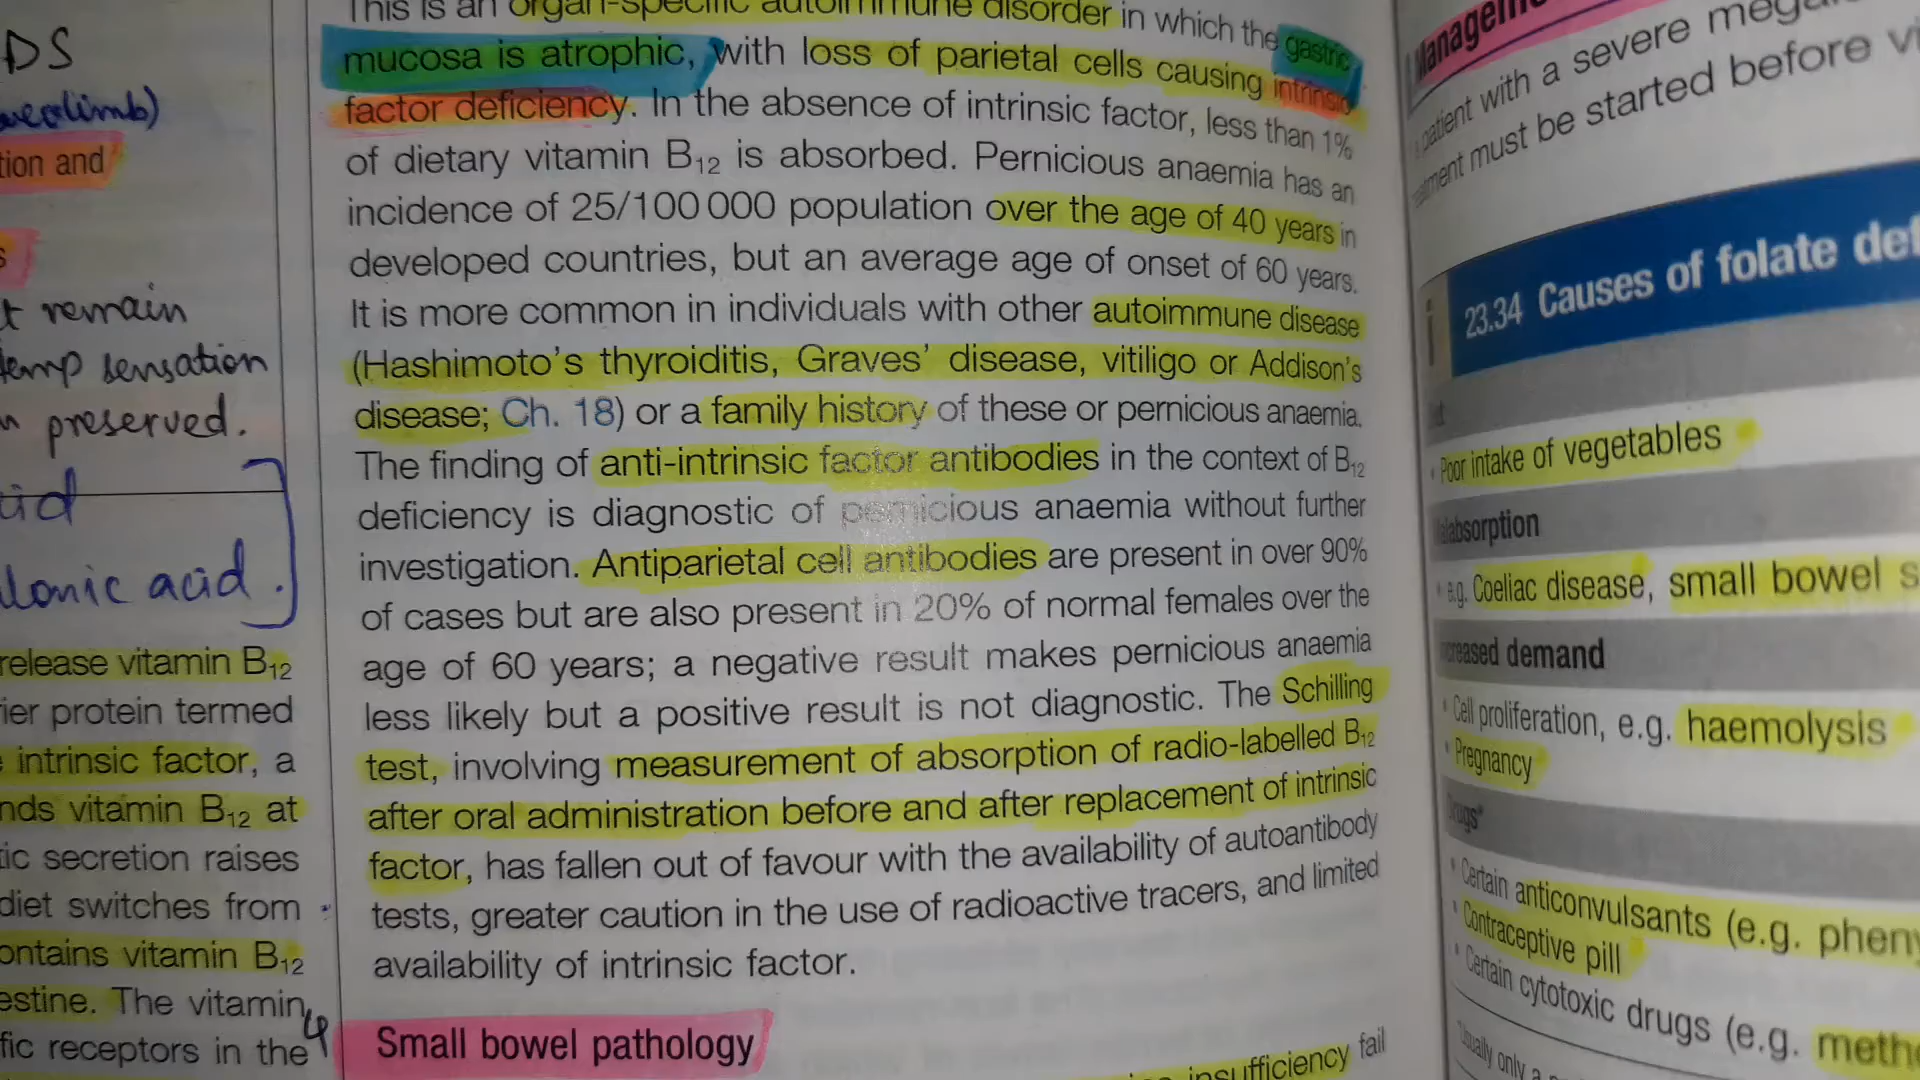 DS
tion and
s
t remain
temp sensation
n preserved.
lonic acid.
release vitamin B12
ier protein termed
intrinsic factor, a
nds vitamin B12 at
ic secretion raises
diet switches from
ontains vitamin B12
estine. The vitamin
fic receptors in the
This is an organ-specific autoimmune disorder in which the gastric
mucosa is atrophic, with loss of parietal cells causing intrinsic
factor deficiency. In the absence of intrinsic factor, less than 1%
of dietary vitamin B12 is absorbed. Pernicious anaemia has an
incidence of 25/100 000 population over the age of 40 years in
developed countries, but an average age of onset of 60 years.
It is more common in individuals with other autoimmune disease
(Hashimoto's thyroiditis, Graves' disease, vitiligo or Addison's
disease; Ch. 18) or a family history of these or pernicious anaemia.
The finding of anti-intrinsic factor antibodies in the context of B12
deficiency is diagnostic of pernicious anaemia without further
investigation. Antiparietal cell antibodies are present in over 90%
of cases but are also present in 20% of normal females over the
age of 60 years; a negative result makes pernicious anaemia
less likely but a positive result is not diagnostic. The Schilling
test, involving measurement of absorption of radio-labelled B12
after oral administration before and after replacement of intrinsic
factor, has fallen out of favour with the availability of autoantibody
tests, greater caution in the use of radioactive tracers, and limited
availability of intrinsic factor.
Small bowel pathology
insufficiency fail
patient with a severe
must be started before
23.34 Causes of folate def
Poor intake of vegetables
absorption
e.g. Coeliac disease, small bowel s
demand
Cell proliferation, e.g. haemolysis
Pregnancy
Drugs*
Certain anticonvulsants (e.g. pheny
Contraceptive pill
Certain cytotoxic drugs (e.g. meth
Usually only a